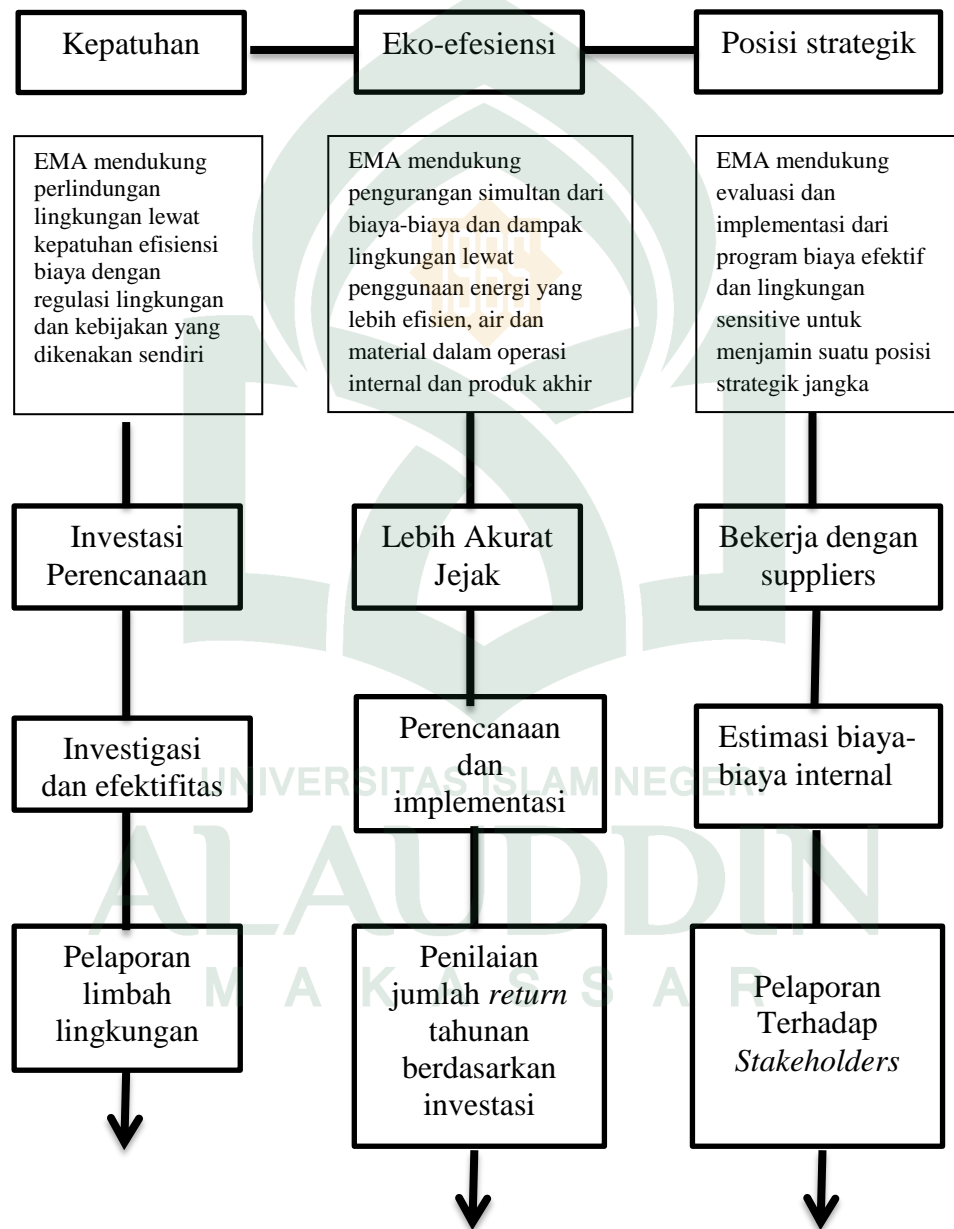 Kepatuhan
Eko-efesiensi
Posisi strategik
EMA mendukung
perlindungan
lingkungan lewat
kepatuhan efisiensi
biaya dengan
regulasi lingkungan
dan kebijakan yang
dikenakan sendiri
EMA mendukung
pengurangan simultan dari
biaya-biaya dan dampak
lingkungan lewat
penggunaan energi yang
lebih efisien, air dan
material dalam operasi
internal dan produk akhir
EMA mendukung
evaluasi dan
implementasi dari
program biaya efektif
dan lingkungan
sensitive untuk
menjamin suatu posisi
strategik jangka
Investasi
Perencanaan
Lebih Akurat
Jejak
Bekerja dengan
suppliers
Investigasi
dan efektifitas
Perencanaan
dan
implementasi
Estimasi biaya-
biaya internal
Pelaporan
limbah
lingkungan
Penilaian
jumlah return
tahunan
berdasarkan
investasi
Pelaporan
Terhadap
Stakeholders
1965
UNIVERSITAS ISLAM NEGERI
ALAUDDIN
MAKASSAR